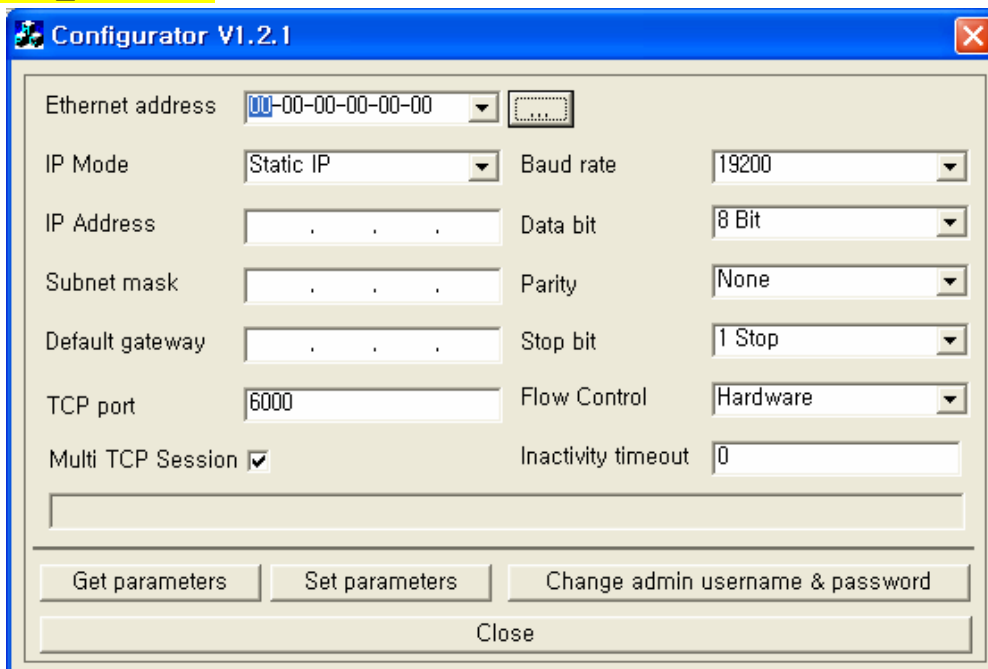 Configurator V1.2.1
Ethernet address 00-00-00-00-00-00 ...
IP Mode Static IP Baud rate 19200
IP Address . . . Data bit 8 Bit
Subnet mask . . . Parity None
Default gateway . . . Stop bit 1 Stop
TCP port 6000 Flow Control Hardware
Multi TCP Session Inactivity timeout 0
Get parameters Set parameters Change admin username & password
Close